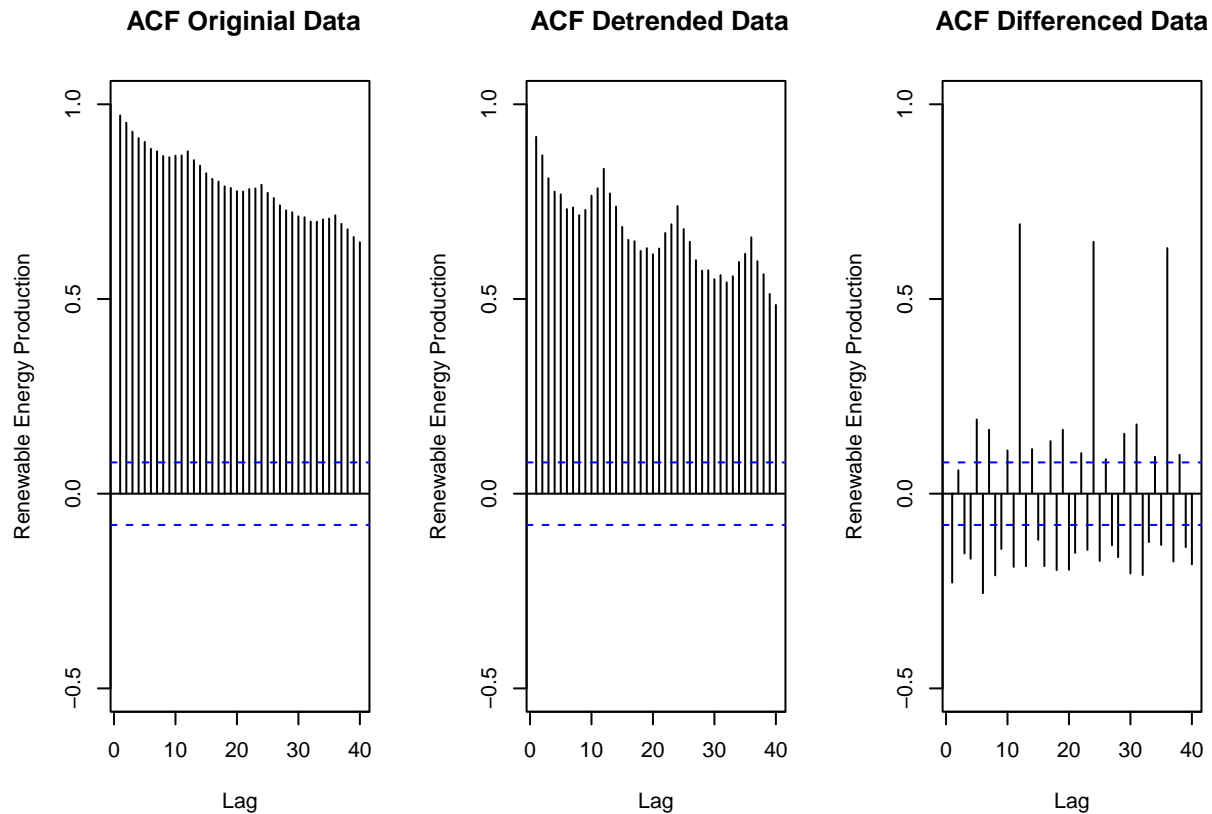 ACF Originial Data
Renewable Energy Production
1.0
0.5
0.0
−0.5
0 10 20 30 40
Lag
ACF Detrended Data
Renewable Energy Production
1.0
0.5
0.0
−0.5
0 10 20 30 40
Lag
ACF Differenced Data
Renewable Energy Production
1.0
0.5
0.0
−0.5
0 10 20 30 40
Lag